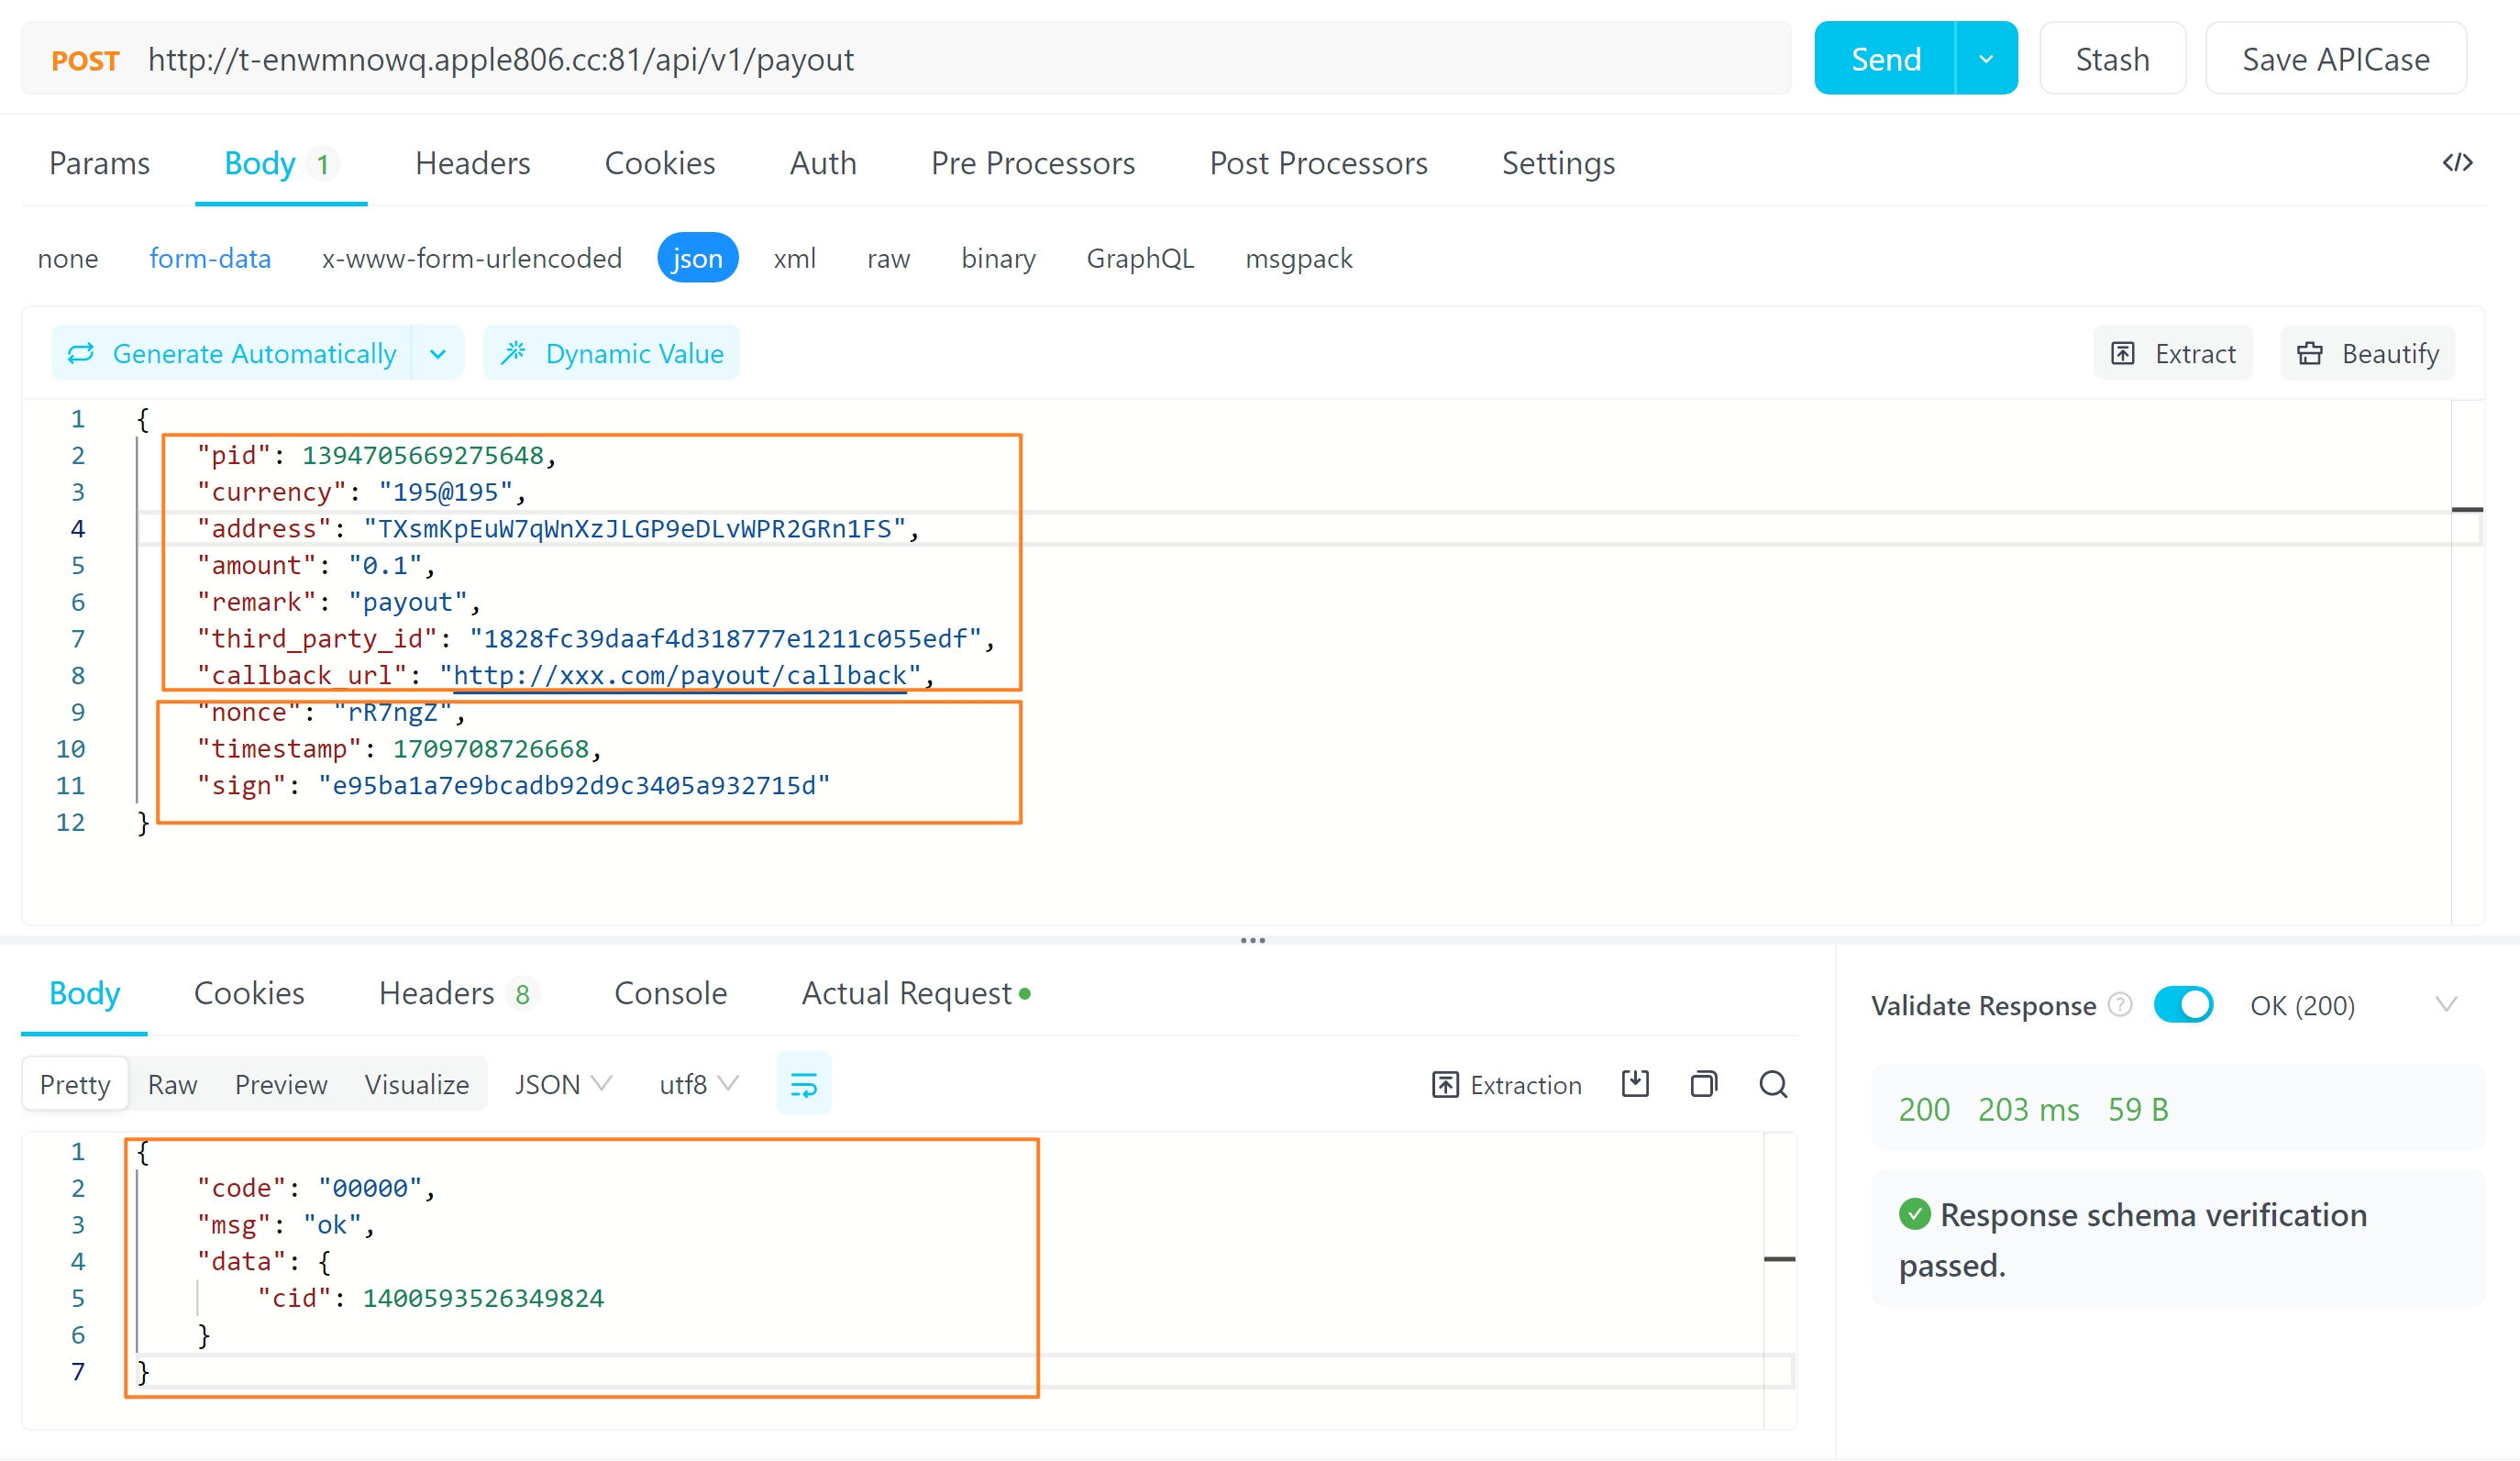 POST http://t-enwmnowq.apple806.cc:81/api/v1/payout Send Stash Save APICase
Params Body 1 Headers Cookies Auth Pre Processors Post Processors Settings </>
none form-data x-www-form-urlencoded json xml raw binary GraphQL msgpack
Generate Automatically Dynamic Value Extract Beautify
1 {
2 "pid": 1394705669275648,
3 "currency": "195@195",
4 "address": "TXsmKpEuW7qWnXzJLGP9eDLvWPR2GRn1FS",
5 "amount": "0.1",
6 "remark": "payout",
7 "third_party_id": "1828fc39daaf4d318777e1211c055edf",
8 "callback_url": "http://xxx.com/payout/callback",
9 "nonce": "rR7ngZ",
10 "timestamp": 1709708726668,
11 "sign": "e95ba1a7e9bcadb92d9c3405a932715d"
12 }
Body Cookies Headers 8 Console Actual Request
Pretty Raw Preview Visualize JSON utf8 Extraction
1 {
2 "code": "00000",
3 "msg": "ok",
4 "data": {
5 "cid": 1400593526349824
6 }
7 }
Validate Response ? OK (200)
200 203 ms 59 B
Response schema verification
passed.